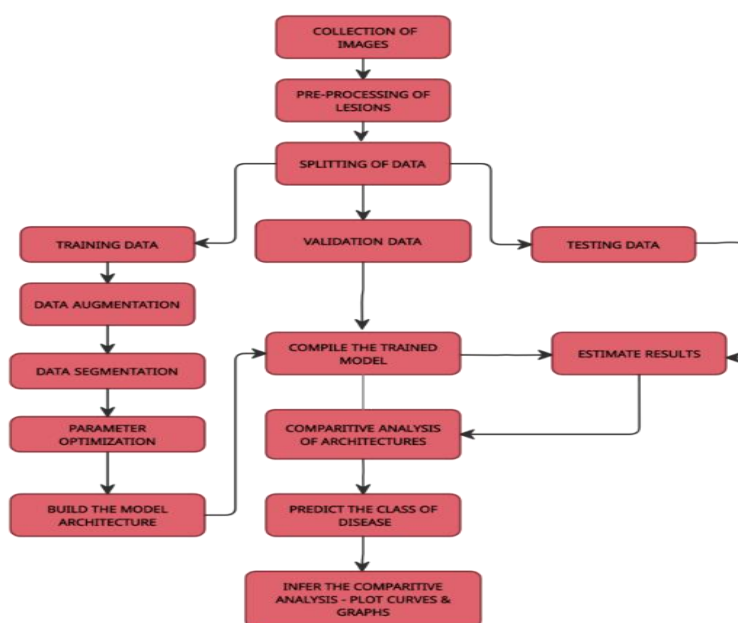 COLLECTION OF
IMAGES
PRE-PROCESSING OF
LESIONS
SPLITTING OF DATA
TRAINING DATA
VALIDATION DATA
TESTING DATA
DATA AUGMENTATION
DATA SEGMENTATION
COMPILE THE TRAINED
MODEL
ESTIMATE RESULTS
PARAMETER
OPTIMIZATION
COMPARITIVE ANALYSIS
OF ARCHITECTURES
BUILD THE MODEL
ARCHITECTURE
PREDICT THE CLASS OF
DISEASE
INFER THE COMPARITIVE
ANALYSIS - PLOT CURVES &
GRAPHS